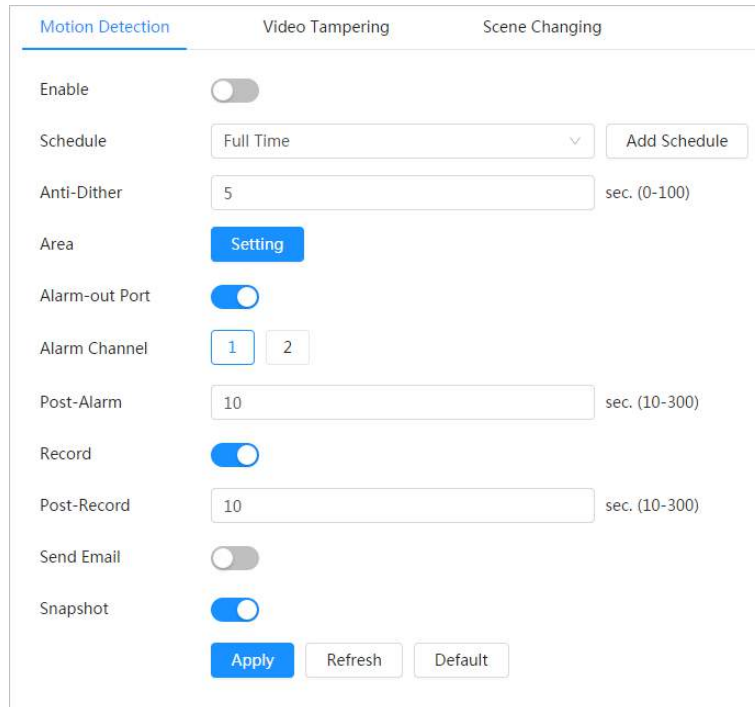 Motion Detection Video Tampering Scene Changing
Enable
Schedule Full Time Add Schedule
Anti-Dither 5 sec. (0-100)
Area Setting
Alarm-out Port
Alarm Channel 1 2
Post-Alarm 10 sec. (10-300)
Record
Post-Record 10 sec. (10-300)
Send Email
Snapshot
Apply Refresh Default